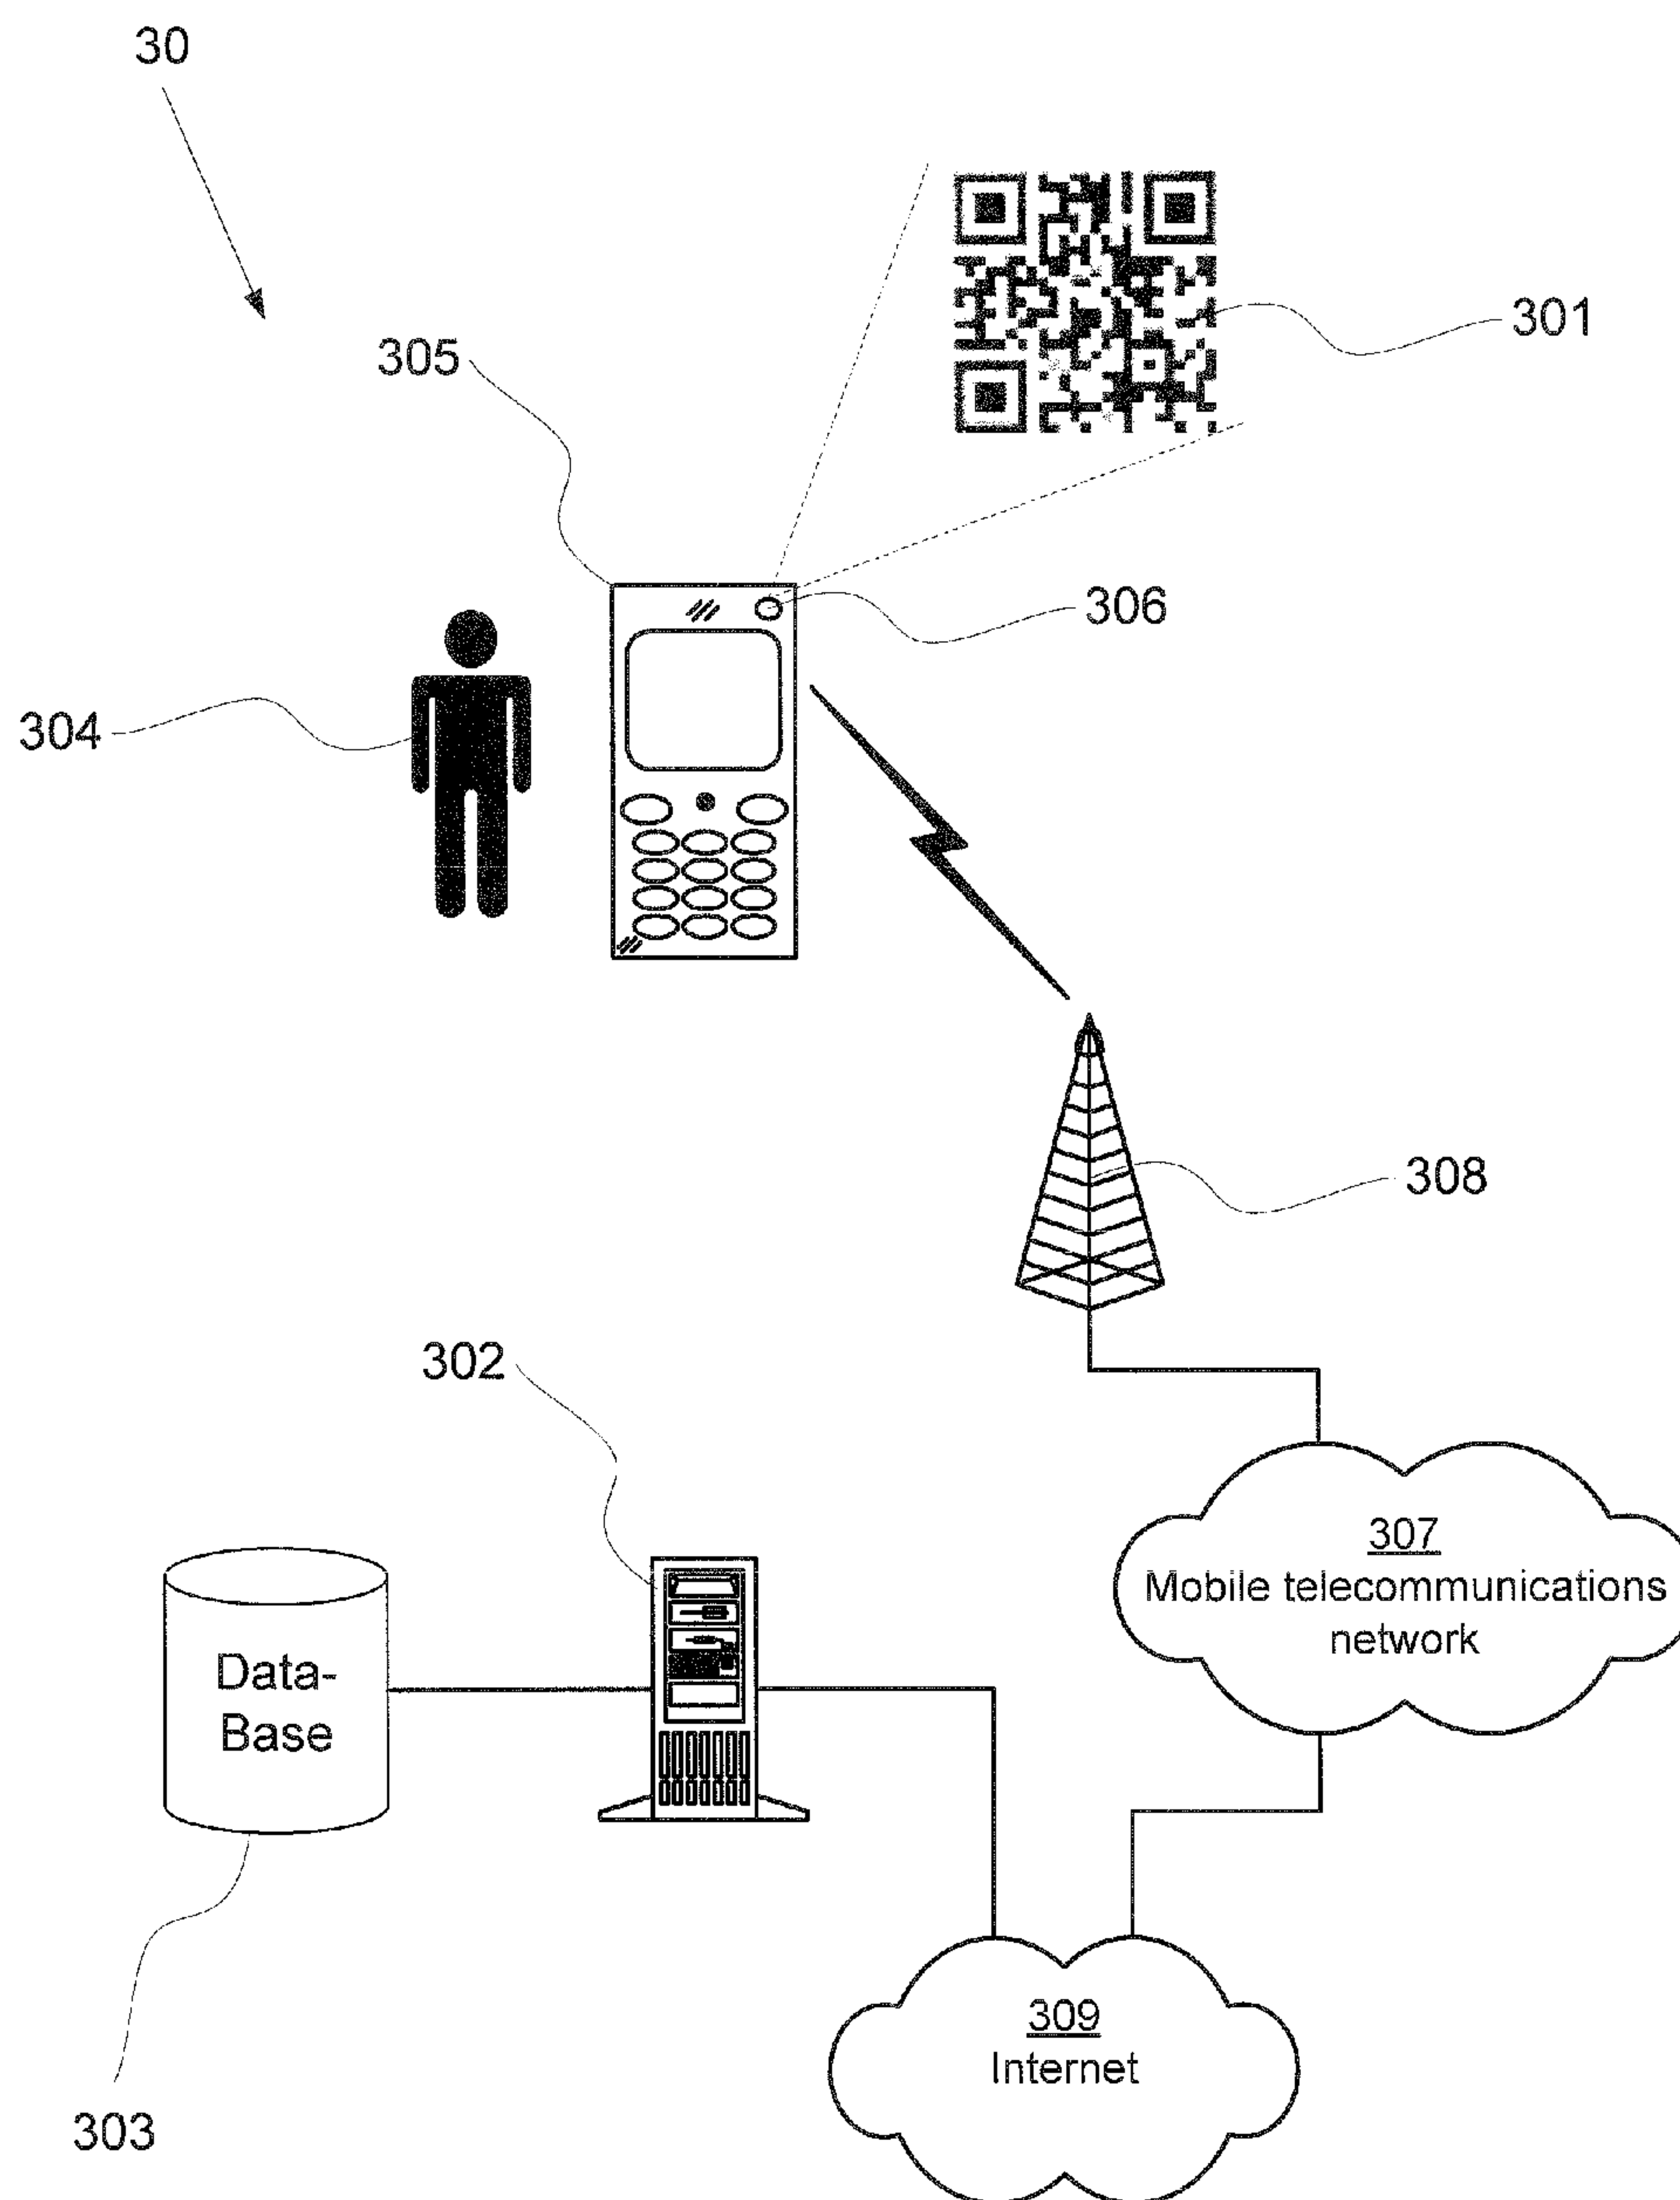 30
301
305
306
304
308
302
307
Mobile telecommunications
network
Data-
Base
309
Internet
303